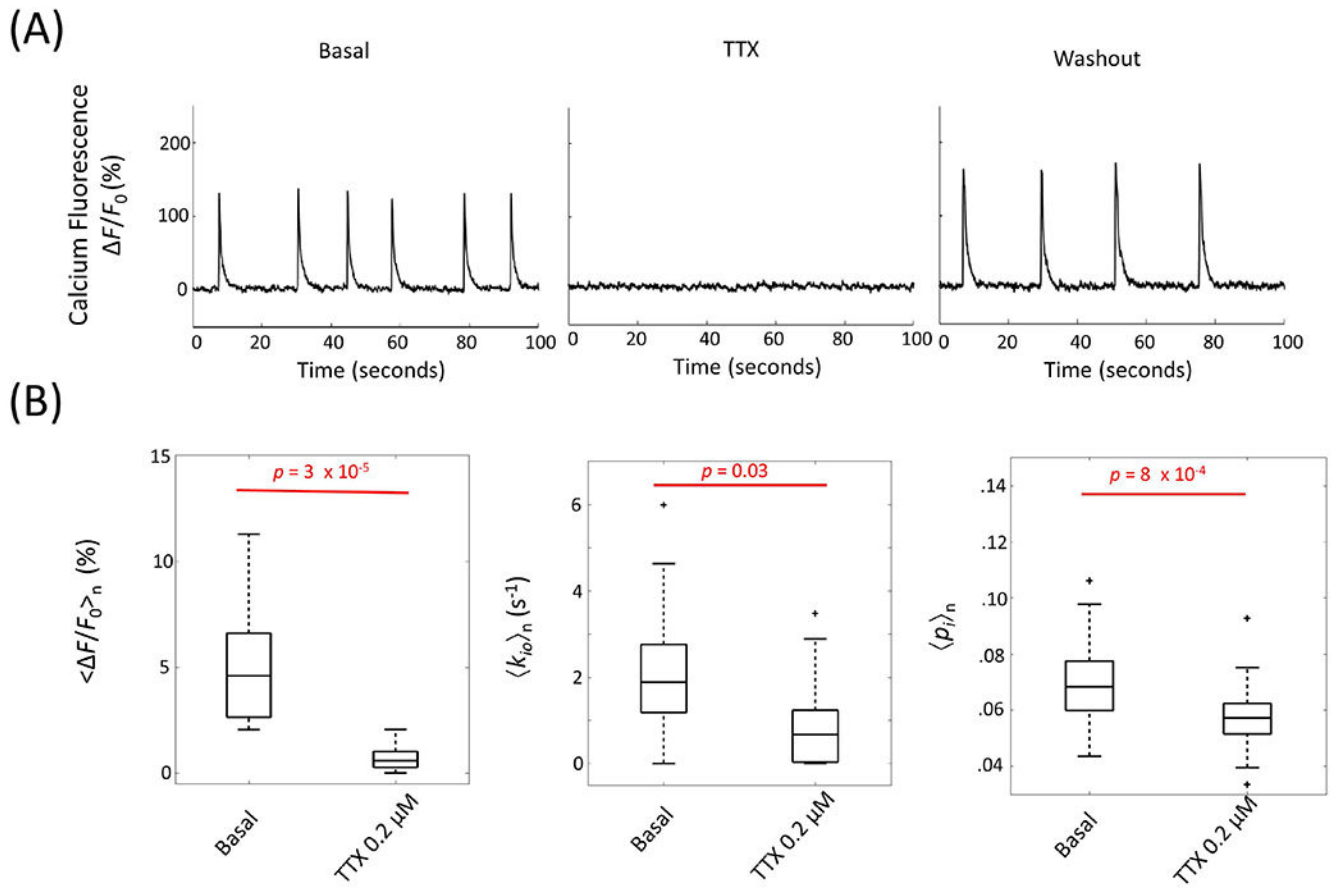 (A)
Basal
TTX
Washout
Calcium Fluorescence
ΔF/F₀ (%)
200
100
0
0 20 40 60 80 100
0 20 40 60 80 100
0 20 40 60 80 100
Time (seconds)
Time (seconds)
Time (seconds)
(B)
<ΔF/F₀>ₙ (%)
15
10
5
0
p = 3 x 10⁻⁵
Basal
TTX 0.2 μM
⟨kᵢₒ⟩ₙ (s⁻¹)
6
4
2
0
p = 0.03
Basal
TTX 0.2 μM
⟨pᵢ⟩ₙ
.14
.12
.10
.08
.06
.04
p = 8 x 10⁻⁴
Basal
TTX 0.2 μM